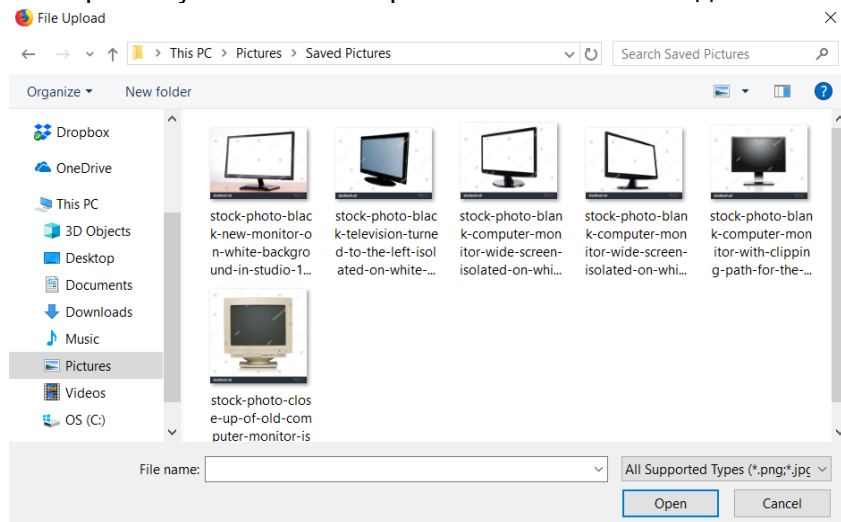 File Upload
This PC > Pictures > Saved Pictures
Search Saved Pictures
Organize
New folder
Dropbox
OneDrive
This PC
3D Objects
Desktop
Documents
Downloads
Music
Pictures
Videos
OS (C:)
stock-photo-blac
k-new-monitor-o
n-white-backgro
und-in-studio-1...
stock-photo-blac
k-television-turne
d-to-the-left-isol
ated-on-white-...
stock-photo-blan
k-computer-mon
itor-wide-screen-
isolated-on-whi...
stock-photo-blan
k-computer-mon
itor-wide-screen-
isolated-on-whi...
stock-photo-blan
k-computer-mon
itor-with-clippin
g-path-for-the-...
stock-photo-clos
e-up-of-old-com
puter-monitor-is
File name:
All Supported Types (*.png;*.jpg
Open
Cancel